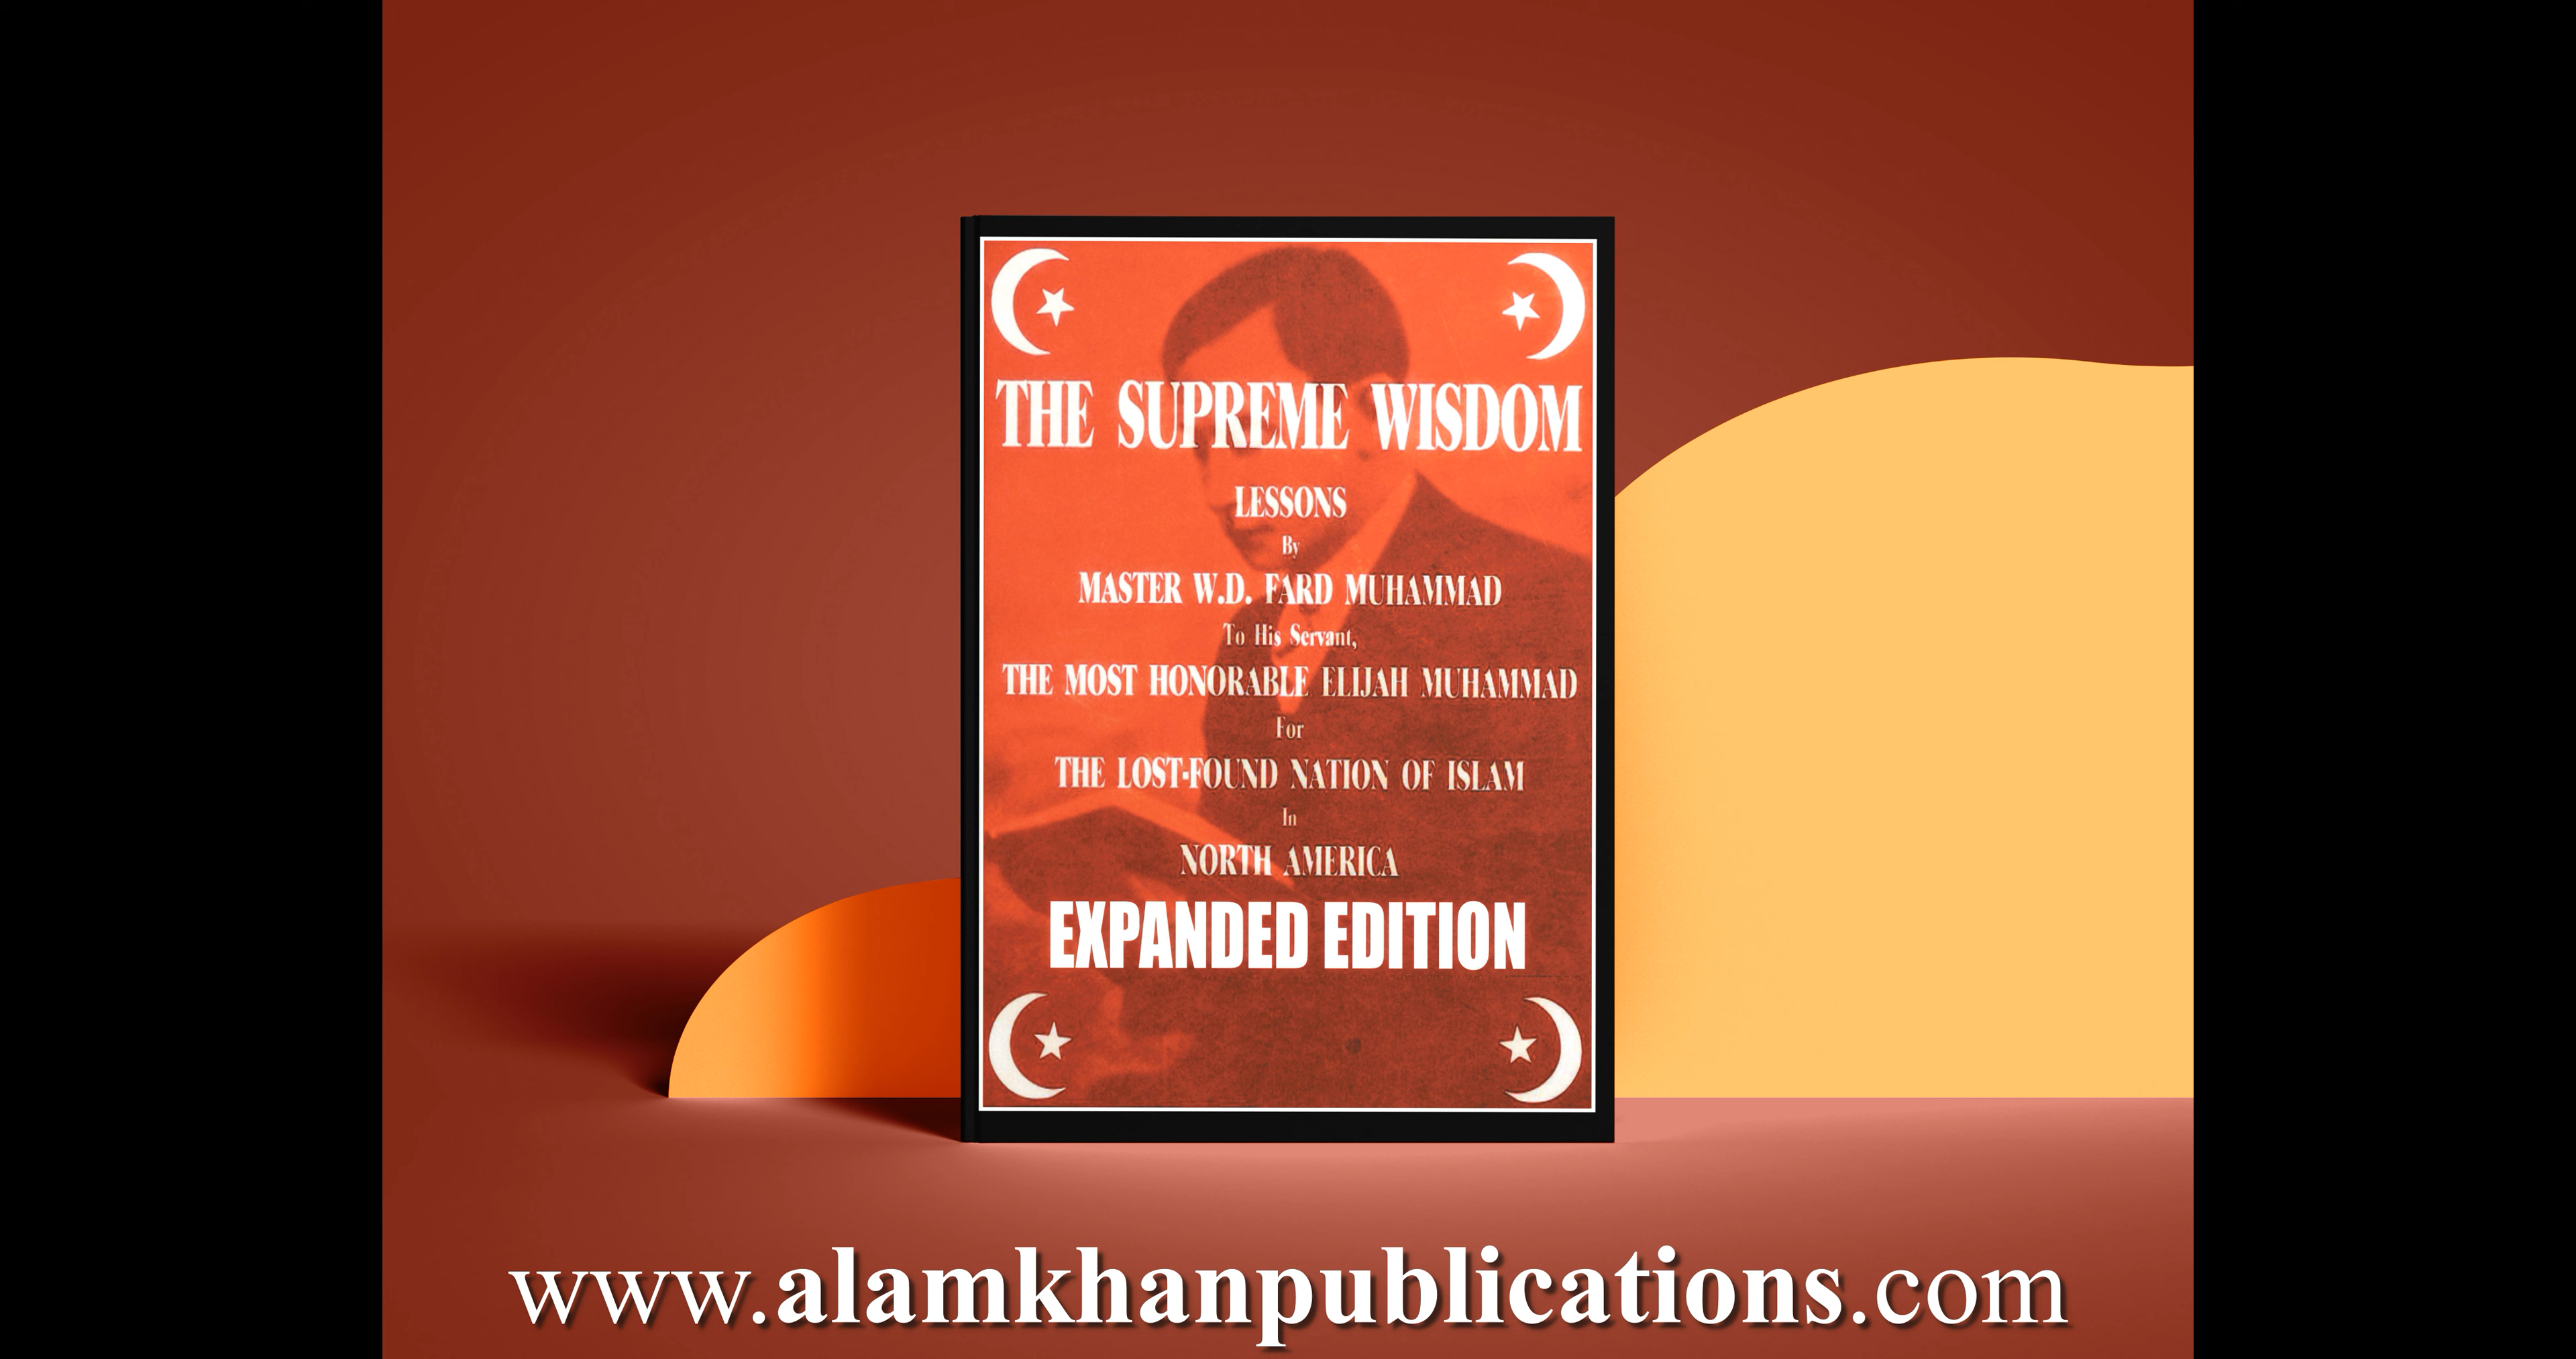 THE SUPREME WISDOM
LESSONS
By
MASTER W.D. FARD MUHAMMAD
To His Servant,
THE MOST HONORABLE ELIJAH MUHAMMAD
For
THE LOST-FOUND NATION OF ISLAM
In
NORTH AMERICA
EXPANDED EDITION
www.alamkhanpublications.com